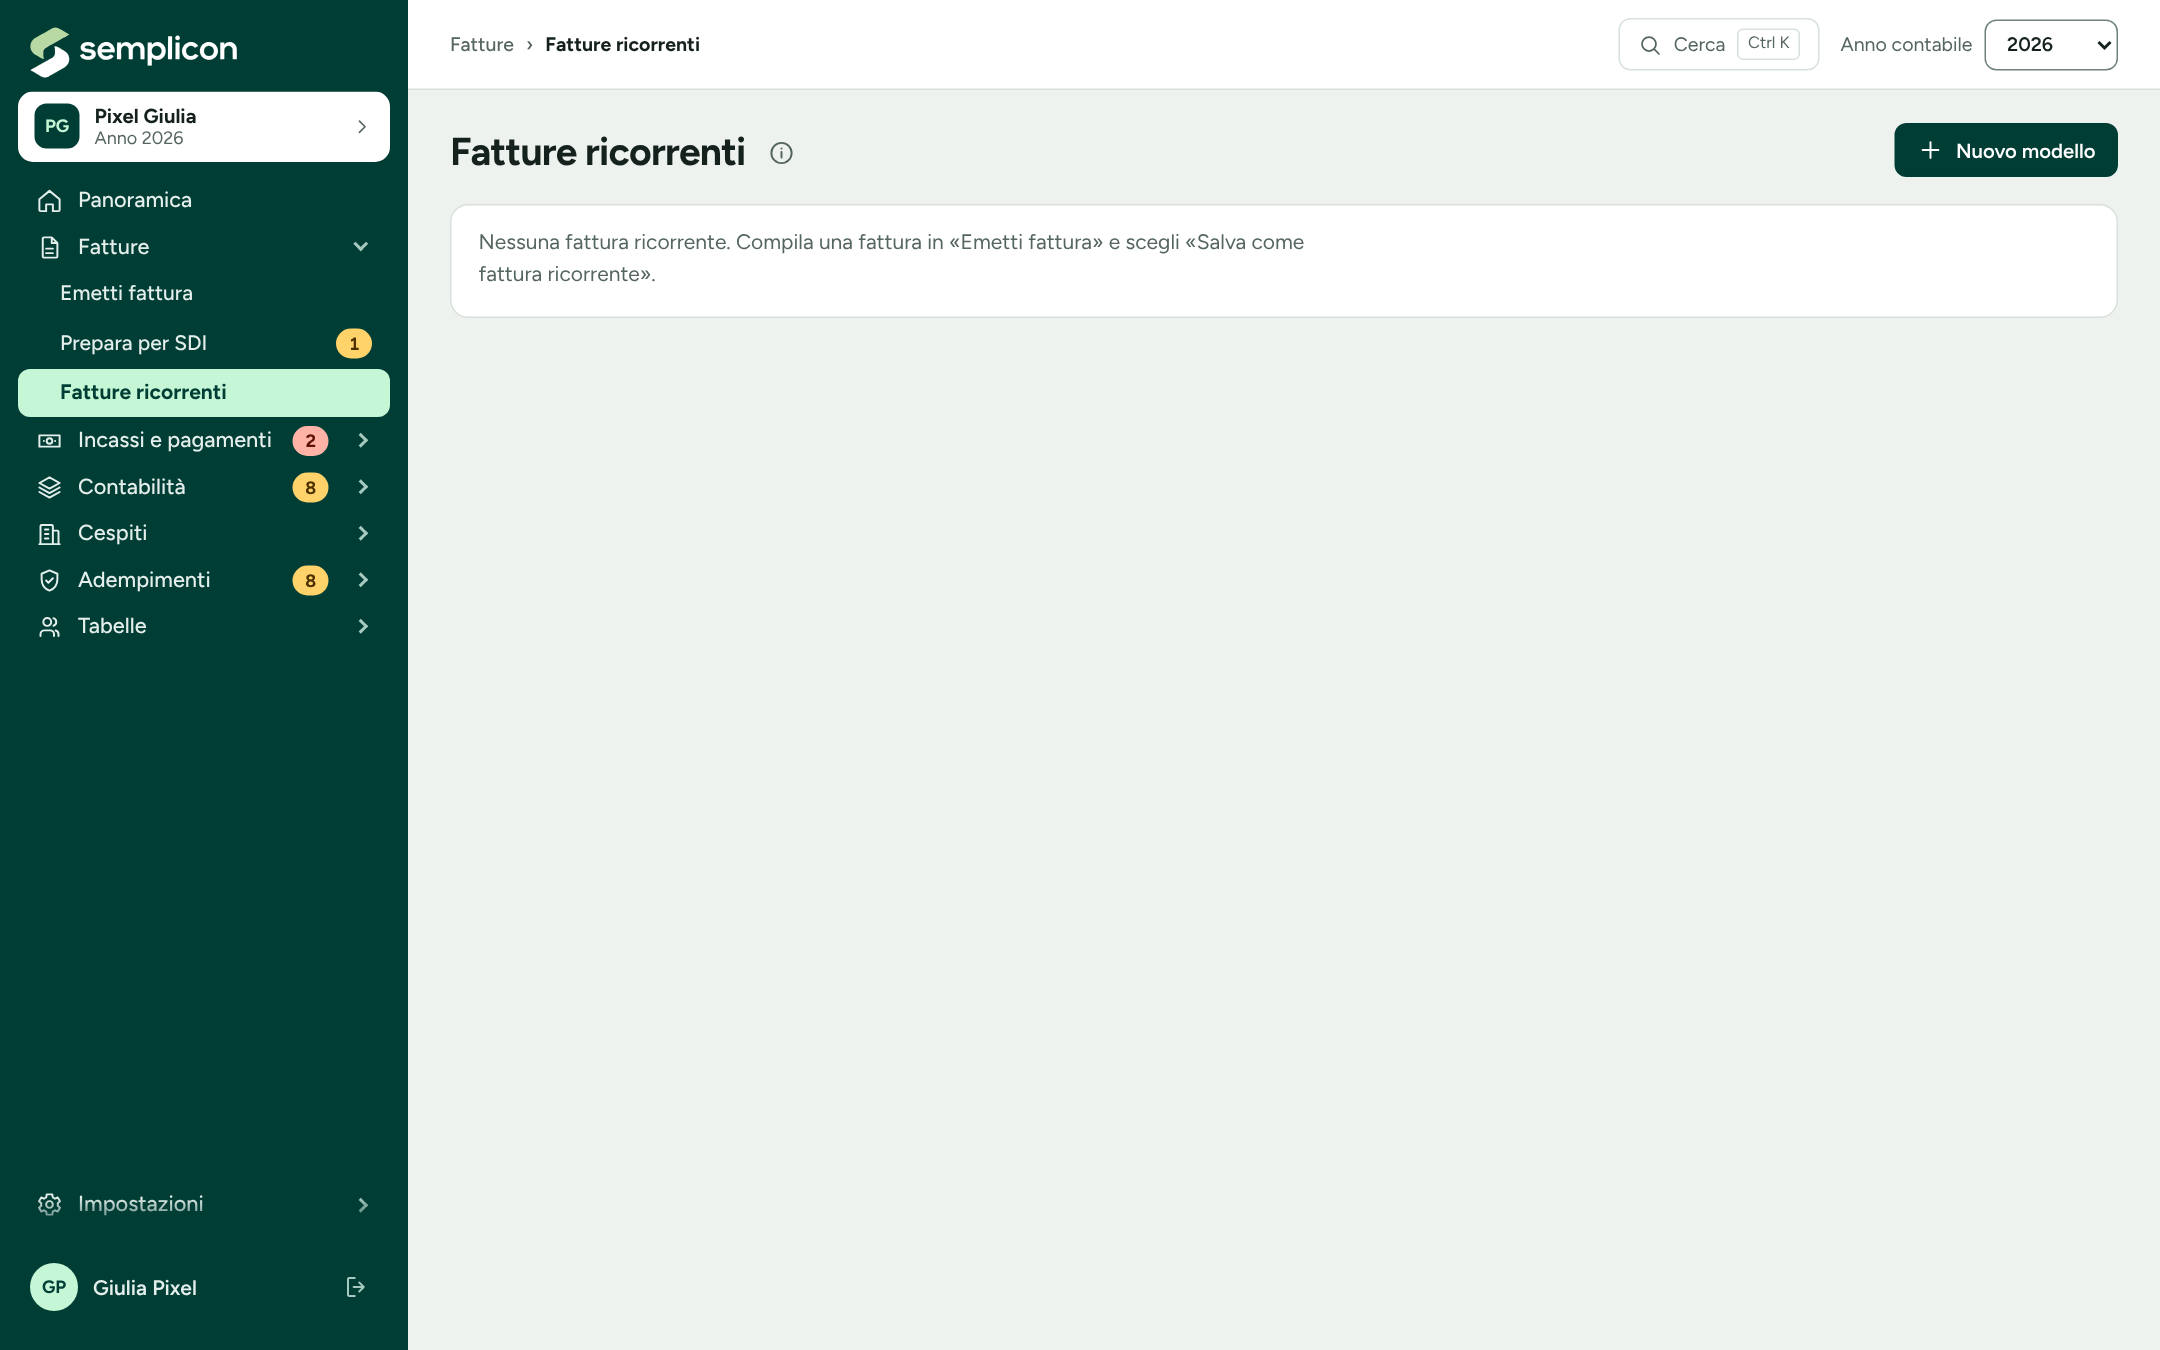 semplicon
PG
Pixel Giulia
Anno 2026
Panoramica
Fatture
Emetti fattura
Prepara per SDI 1
Fatture ricorrenti
Incassi e pagamenti 2
Contabilità 8
Cespiti
Adempimenti 8
Tabelle
Impostazioni
GP Giulia Pixel
Fatture › Fatture ricorrenti
Cerca Ctrl K Anno contabile 2026
Fatture ricorrenti
Nuovo modello
Nessuna fattura ricorrente. Compila una fattura in «Emetti fattura» e scegli «Salva come
fattura ricorrente».